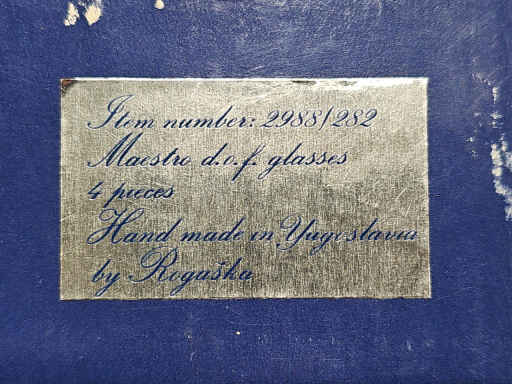 Item number: 2988/282
Maestro d.o.f. glasses
4 pieces
Hand made in Yugoslavia
by Rogaška